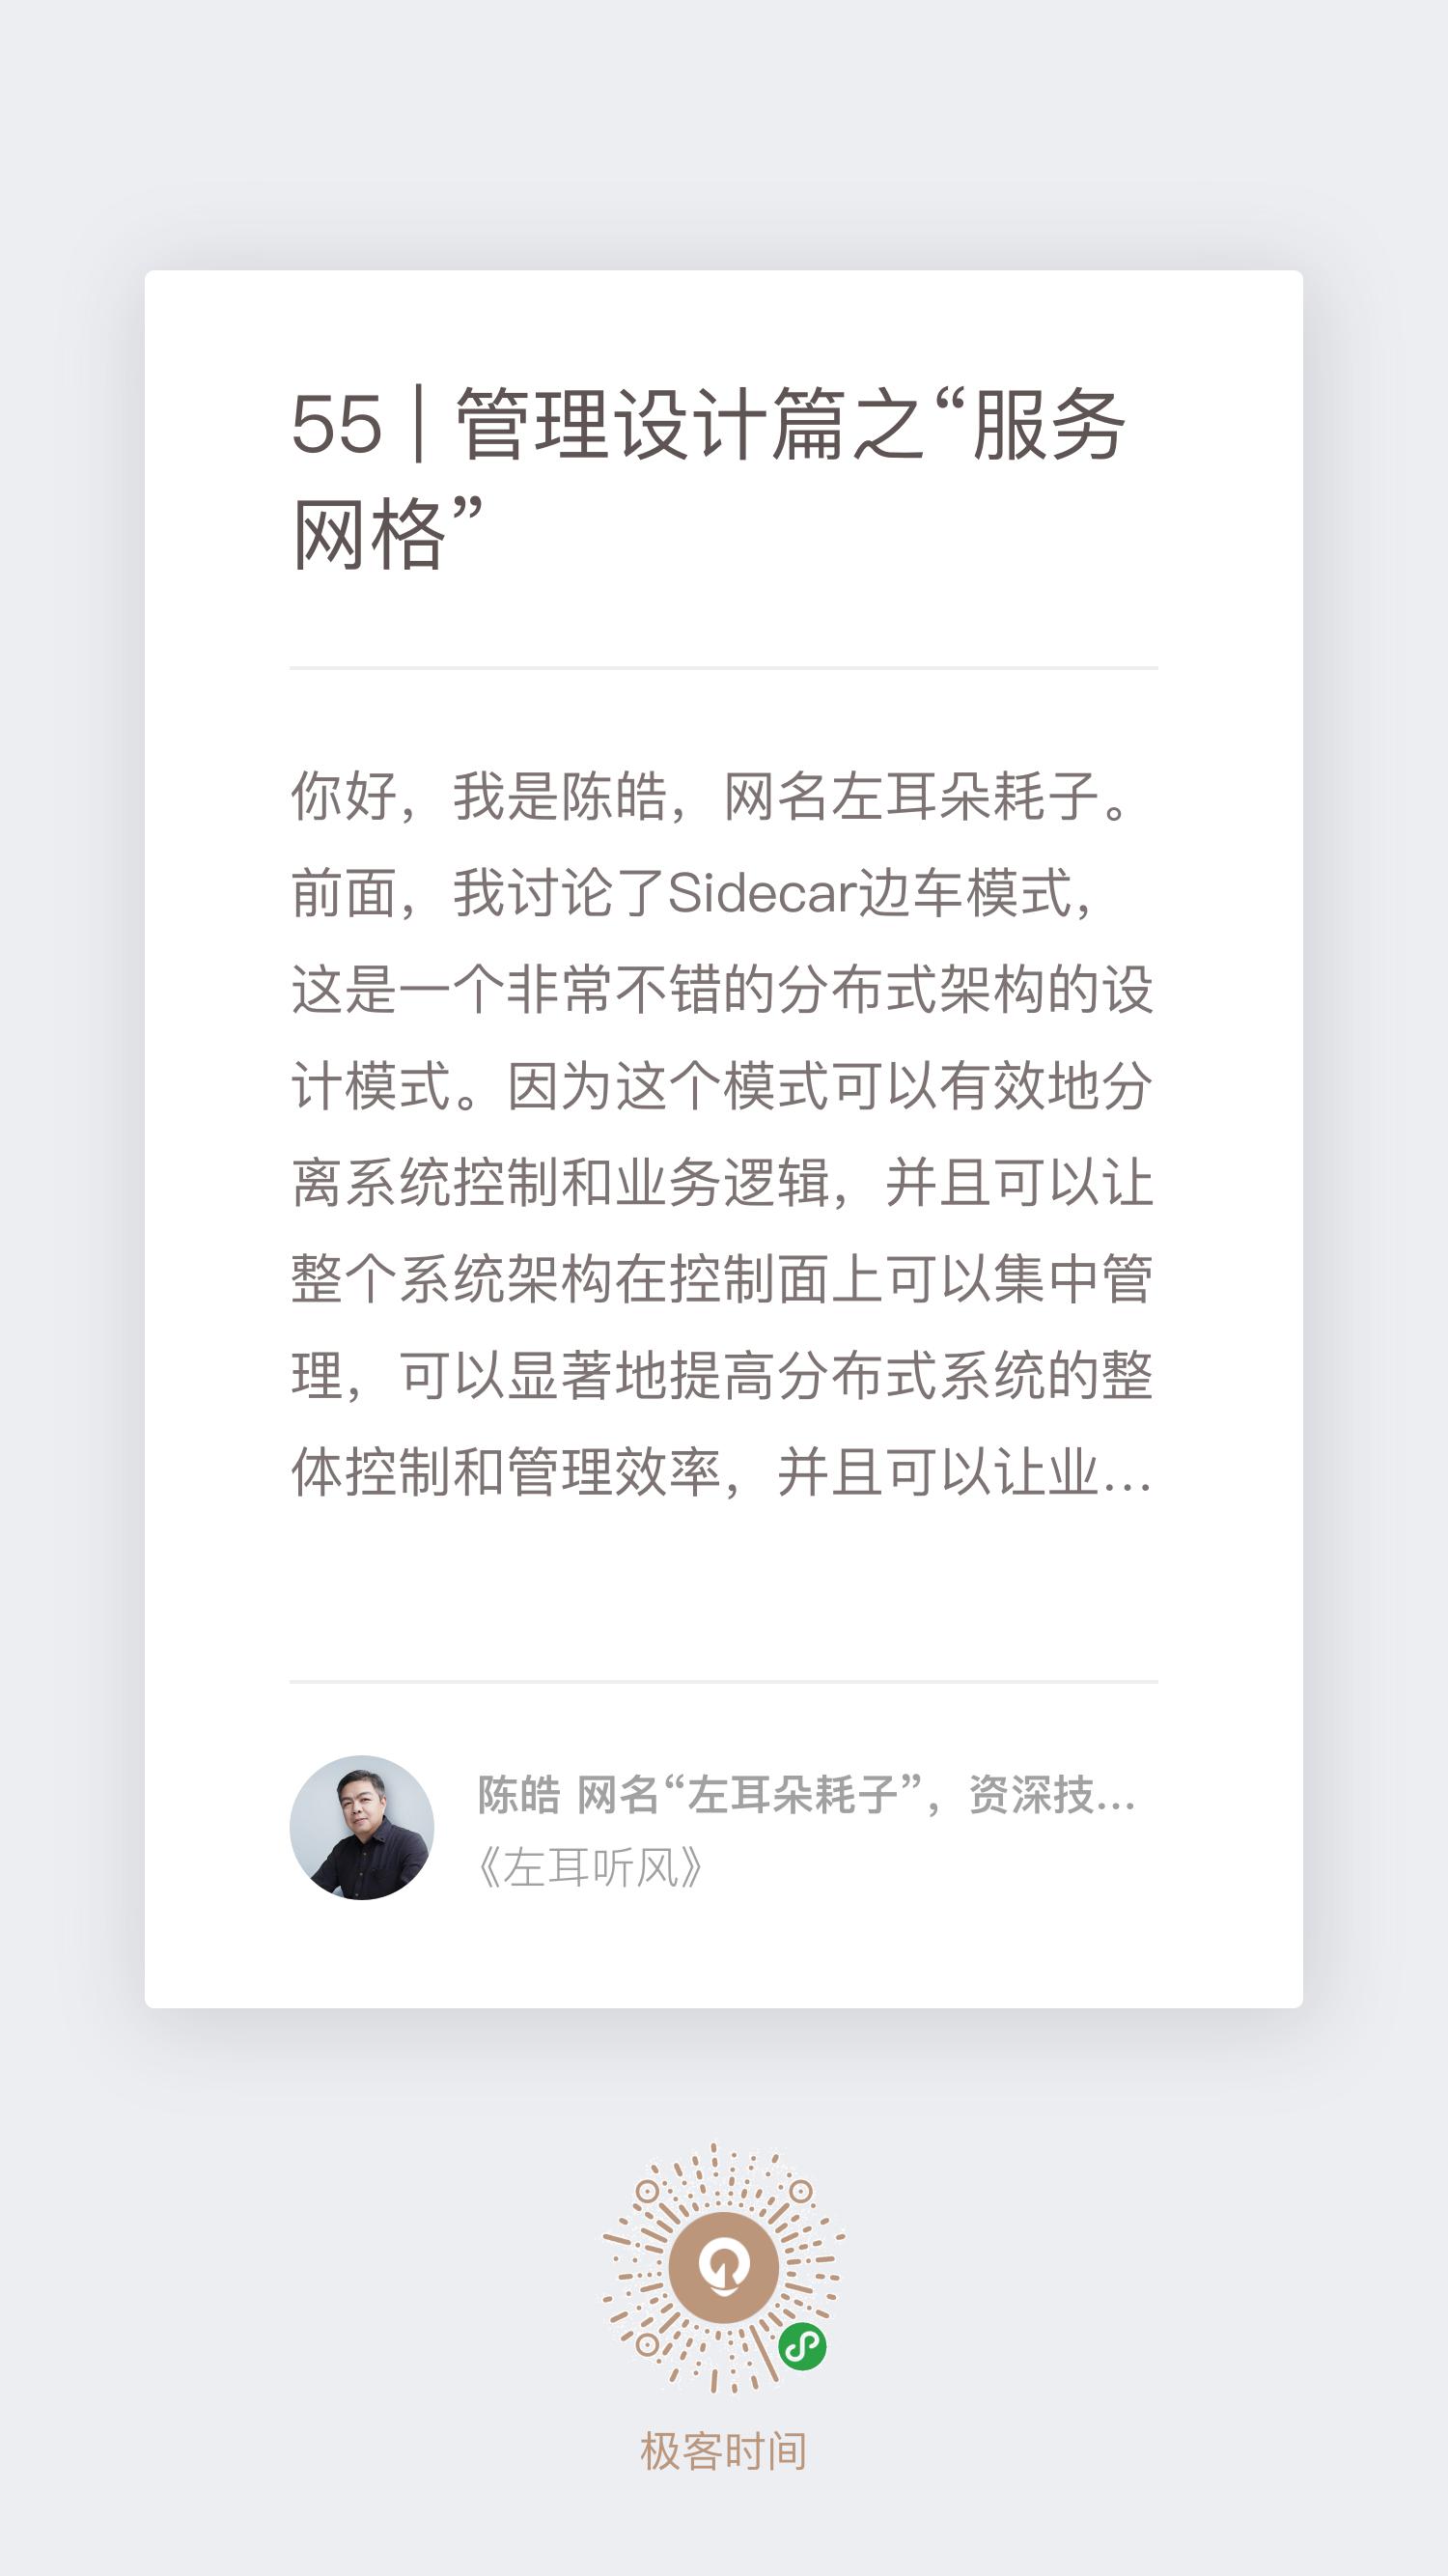 55 | 管理设计篇之“服务
网格”
你好，我是陈皓，网名左耳朵耗子。
前面，我讨论了Sidecar边车模式，
这是一个非常不错的分布式架构的设
计模式。因为这个模式可以有效地分
离系统控制和业务逻辑，并且可以让
整个系统架构在控制面上可以集中管
理，可以显著地提高分布式系统的整
体控制和管理效率，并且可以让业...
陈皓 网名“左耳朵耗子”，资深技...
《左耳听风》
极客时间